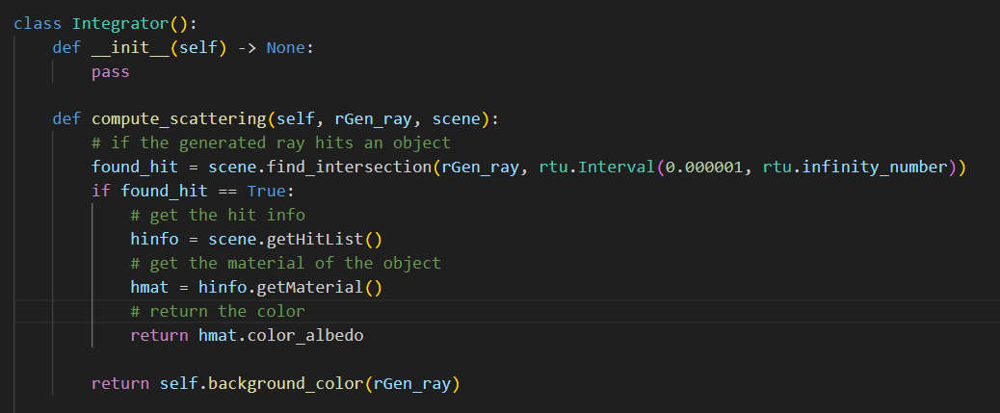 class Integrator():
    def __init__(self) -> None:
        pass
    def compute_scattering(self, rGen_ray, scene):
        # if the generated ray hits an object
        found_hit = scene.find_intersection(rGen_ray, rtu.Interval(0.000001, rtu.infinity_number))
        if found_hit == True:
            # get the hit info
            hinfo = scene.getHitList()
            # get the material of the object
            hmat = hinfo.getMaterial()
            # return the color
            return hmat.color_albedo
        return self.background_color(rGen_ray)